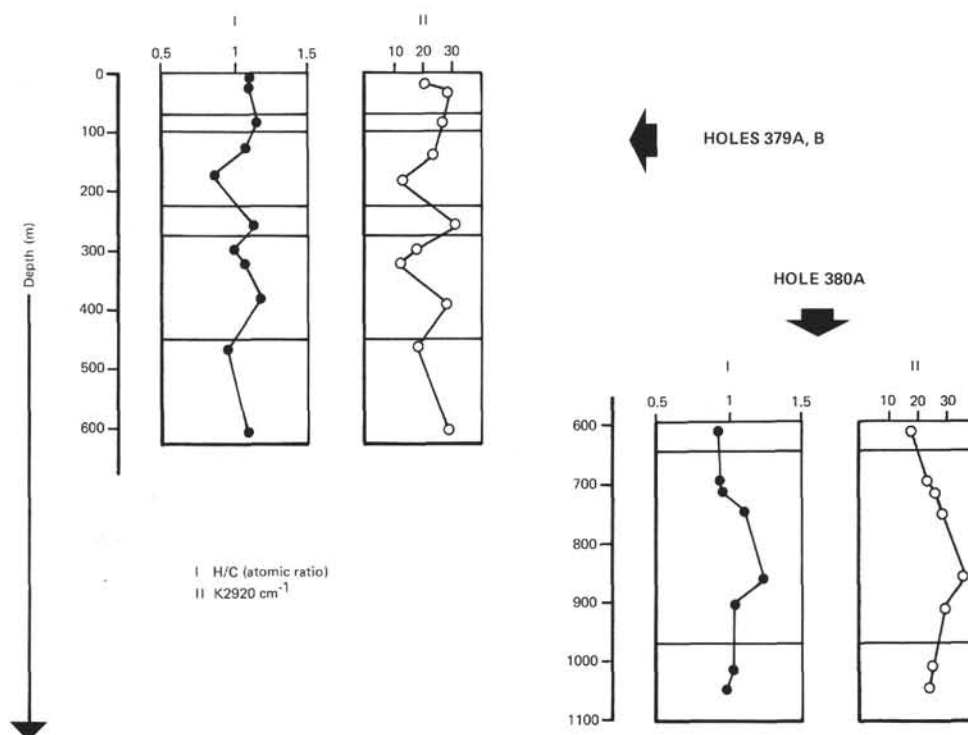 I
II
0.5
1
1.5
10 20 30
0
100
200
300
400
500
600
Depth (m)
HOLES 379A, B
HOLE 380A
I
II
0.5
1
1.5
10 20 30
600
700
800
900
1000
1100
I H/C (atomic ratio)
II K2920 cm⁻¹